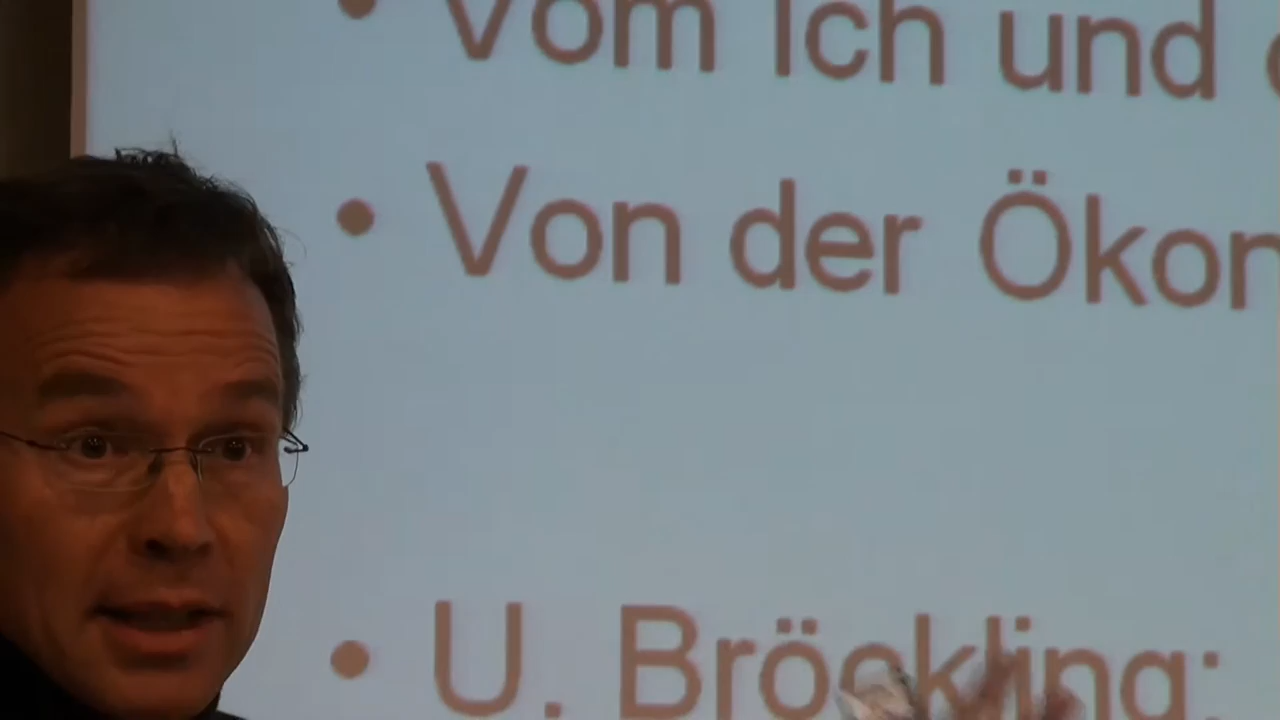 • Vom Ich und
• Von der Ökon
• U. Bröckling: